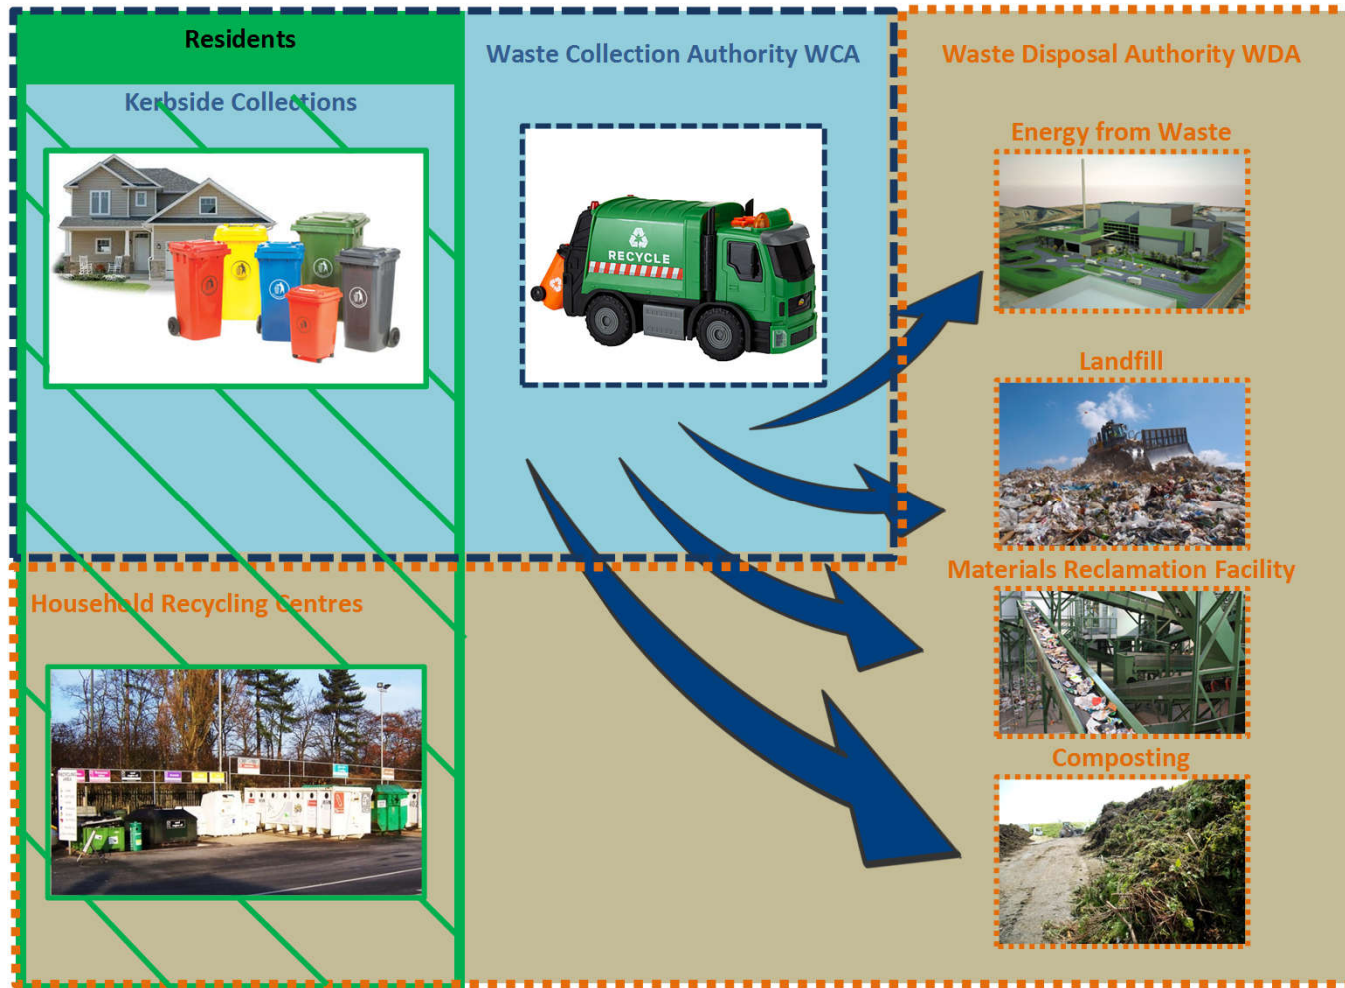 Residents
Waste Collection Authority WCA
Waste Disposal Authority WDA
Kerbside Collections
Energy from Waste
RECYCLE
Landfill
Materials Reclamation Facility
Household Recycling Centres
Composting